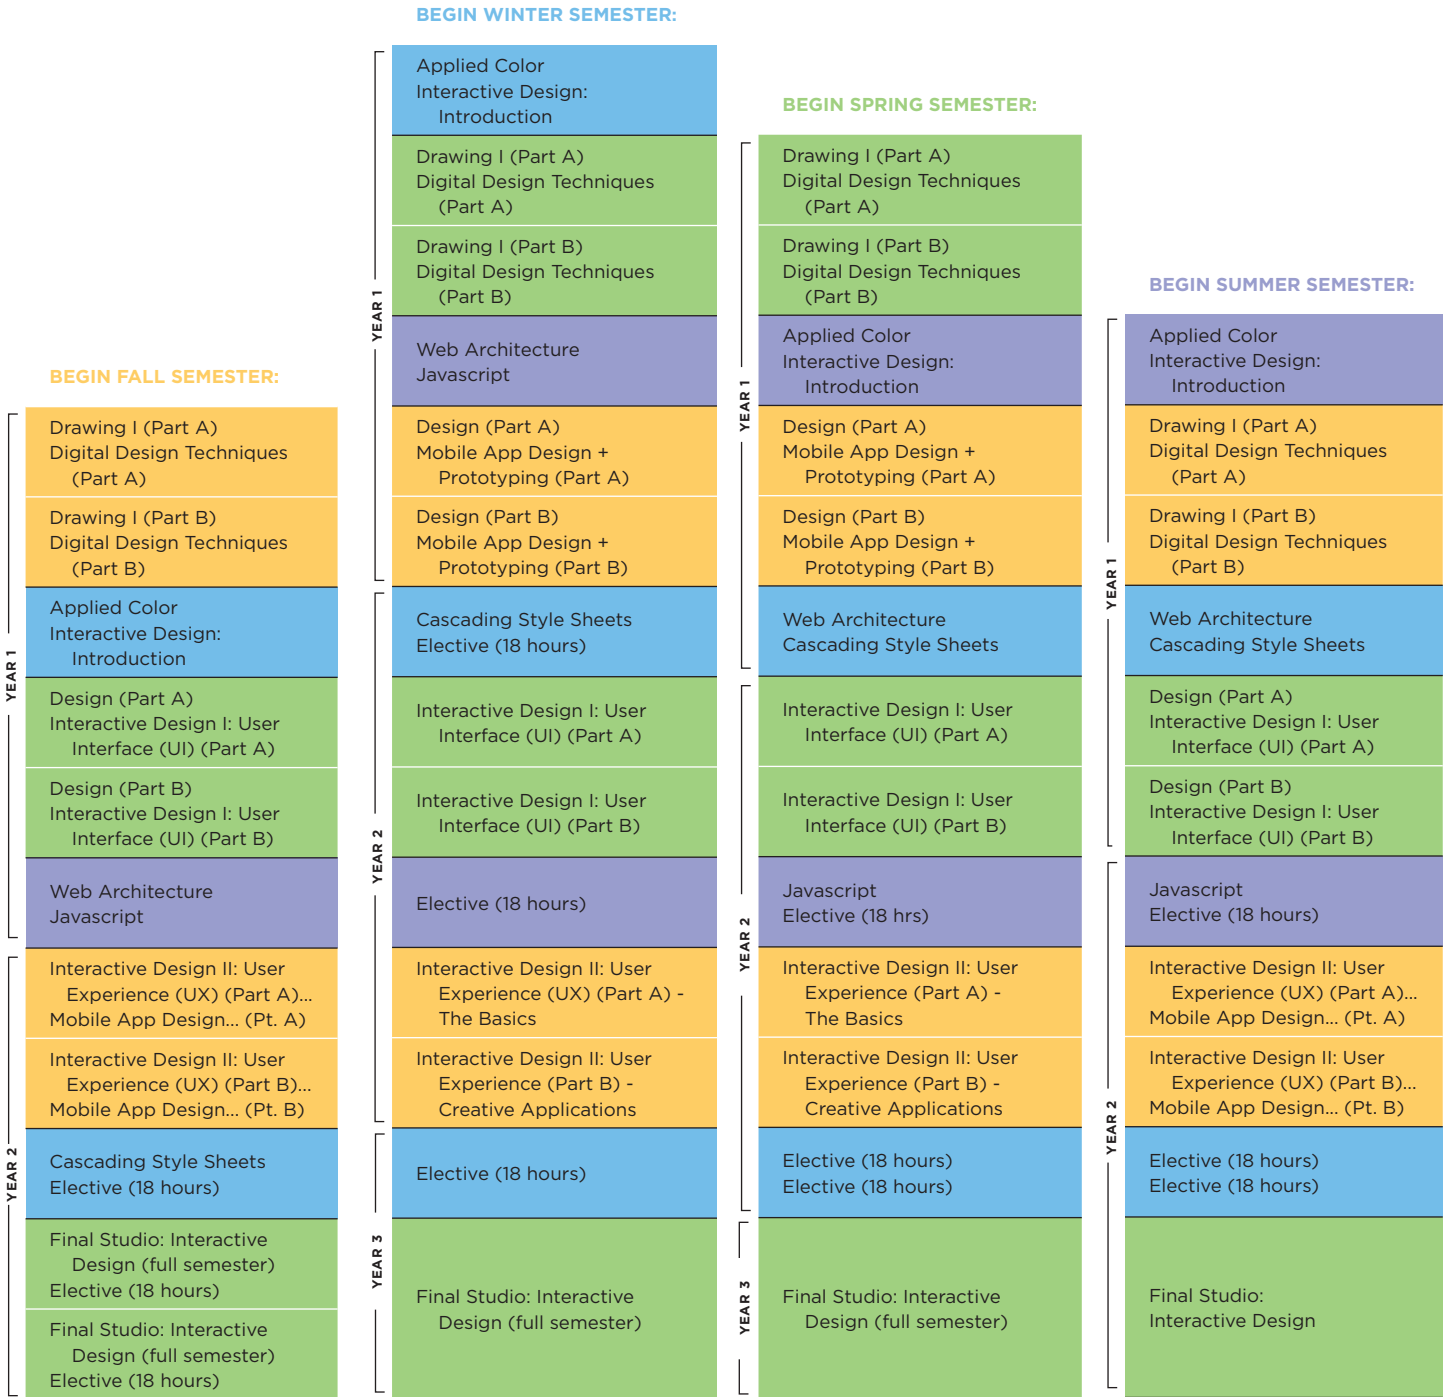 BEGIN FALL SEMESTER:
YEAR 1
Drawing I (Part A)
Digital Design Techniques
(Part A)
Drawing I (Part B)
Digital Design Techniques
(Part B)
Applied Color
Interactive Design:
Introduction
Design (Part A)
Interactive Design I: User
Interface (UI) (Part A)
Design (Part B)
Interactive Design I: User
Interface (UI) (Part B)
Web Architecture
Javascript
YEAR 2
Interactive Design II: User
Experience (UX) (Part A)...
Mobile App Design... (Pt. A)
Interactive Design II: User
Experience (UX) (Part B)...
Mobile App Design... (Pt. B)
Cascading Style Sheets
Elective (18 hours)
Final Studio: Interactive
Design (full semester)
Elective (18 hours)
Final Studio: Interactive
Design (full semester)
Elective (18 hours)
BEGIN WINTER SEMESTER:
YEAR 1
Applied Color
Interactive Design:
Introduction
Drawing I (Part A)
Digital Design Techniques
(Part A)
Drawing I (Part B)
Digital Design Techniques
(Part B)
Web Architecture
Javascript
Design (Part A)
Mobile App Design +
Prototyping (Part A)
Design (Part B)
Mobile App Design +
Prototyping (Part B)
YEAR 2
Cascading Style Sheets
Elective (18 hours)
Interactive Design I: User
Interface (UI) (Part A)
Interactive Design I: User
Interface (UI) (Part B)
Elective (18 hours)
Interactive Design II: User
Experience (UX) (Part A) -
The Basics
Interactive Design II: User
Experience (Part B) -
Creative Applications
YEAR 3
Elective (18 hours)
Final Studio: Interactive
Design (full semester)
BEGIN SPRING SEMESTER:
YEAR 1
Drawing I (Part A)
Digital Design Techniques
(Part A)
Drawing I (Part B)
Digital Design Techniques
(Part B)
Applied Color
Interactive Design:
Introduction
Design (Part A)
Mobile App Design +
Prototyping (Part A)
Design (Part B)
Mobile App Design +
Prototyping (Part B)
Web Architecture
Cascading Style Sheets
YEAR 2
Interactive Design I: User
Interface (UI) (Part A)
Interactive Design I: User
Interface (UI) (Part B)
Javascript
Elective (18 hrs)
Interactive Design II: User
Experience (Part A) -
The Basics
Interactive Design II: User
Experience (Part B) -
Creative Applications
Elective (18 hours)
Elective (18 hours)
YEAR 3
Final Studio: Interactive
Design (full semester)
BEGIN SUMMER SEMESTER:
YEAR 1
Applied Color
Interactive Design:
Introduction
Drawing I (Part A)
Digital Design Techniques
(Part A)
Drawing I (Part B)
Digital Design Techniques
(Part B)
Web Architecture
Cascading Style Sheets
Design (Part A)
Interactive Design I: User
Interface (UI) (Part A)
Design (Part B)
Interactive Design I: User
Interface (UI) (Part B)
YEAR 2
Javascript
Elective (18 hours)
Interactive Design II: User
Experience (UX) (Part A)...
Mobile App Design... (Pt. A)
Interactive Design II: User
Experience (UX) (Part B)...
Mobile App Design... (Pt. B)
Elective (18 hours)
Elective (18 hours)
Final Studio:
Interactive Design